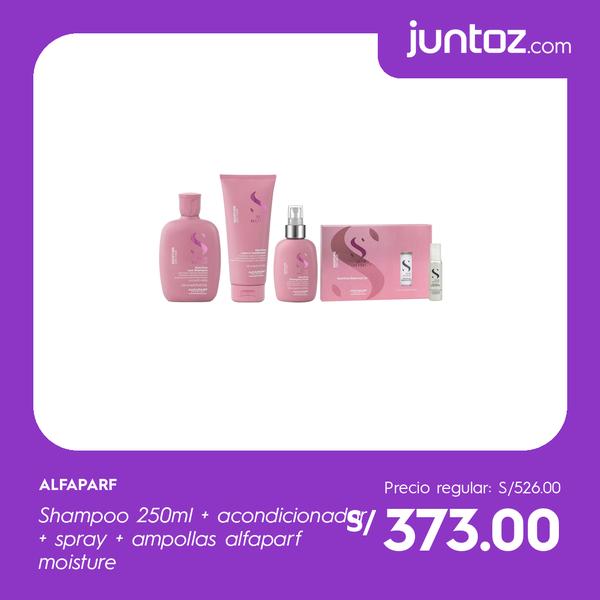 juntoz.com
ALFAPARF
Shampoo 250ml + acondicionador
+ spray + ampollas alfaparf
moisture
Precio regular: S/526.00
S/ 373.00